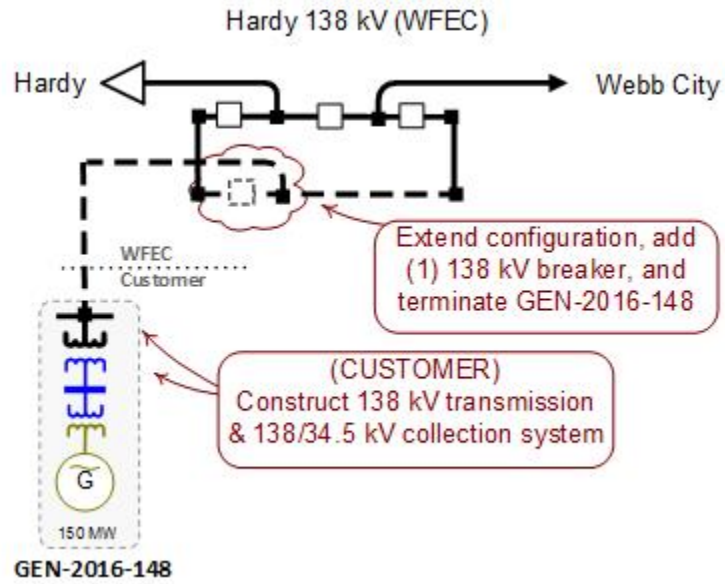 Hardy 138 kV (WFEC)
Hardy
Webb City
WFEC
Customer
Extend configuration, add
(1) 138 kV breaker, and
terminate GEN-2016-148
(CUSTOMER)
Construct 138 kV transmission
& 138/34.5 kV collection system
G
150 MW
GEN-2016-148